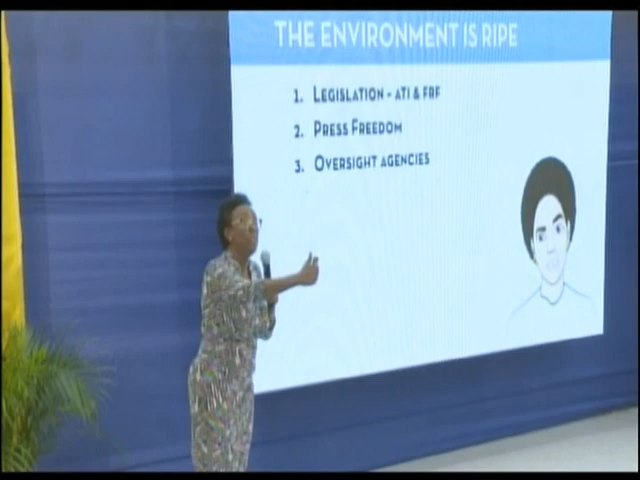 THE ENVIRONMENT IS RIPE
1. LEGISLATION - ATI & FRF
2. PRESS FREEDOM
3. OVERSIGHT AGENCIES